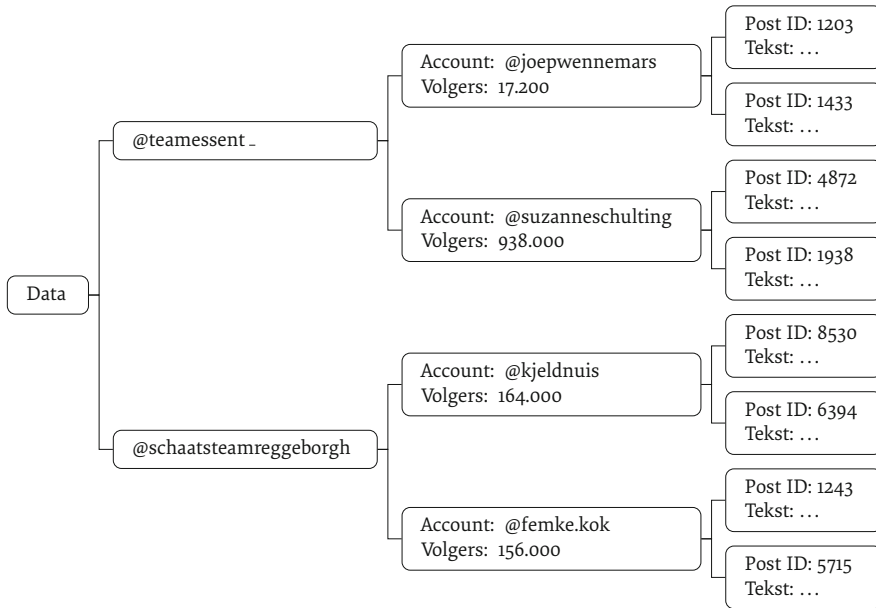 Data
@teamessent_
Account: @joepwennemars
Volgers: 17.200
Post ID: 1203
Tekst: ...
Post ID: 1433
Tekst: ...
Account: @suzanneschulting
Volgers: 938.000
Post ID: 4872
Tekst: ...
Post ID: 1938
Tekst: ...
@schaatsteamreggeborgh
Account: @kjeldnuis
Volgers: 164.000
Post ID: 8530
Tekst: ...
Post ID: 6394
Tekst: ...
Account: @femke.kok
Volgers: 156.000
Post ID: 1243
Tekst: ...
Post ID: 5715
Tekst: ...